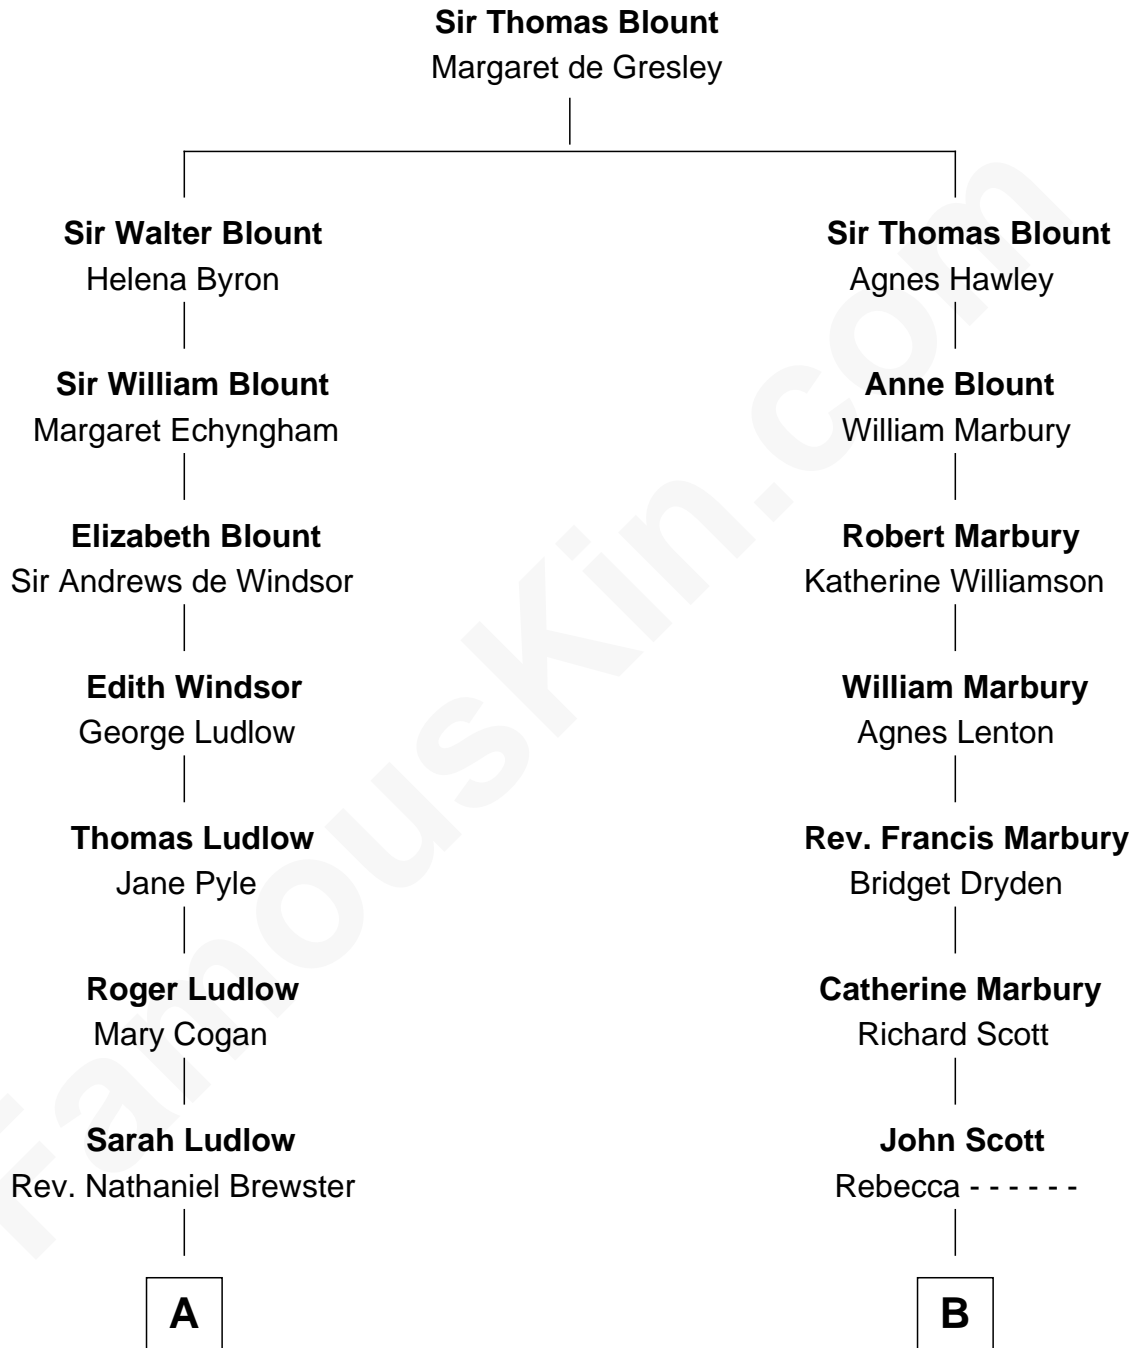 Sir Thomas Blount
Margaret de Gresley
Sir Walter Blount
Helena Byron
Sir Thomas Blount
Agnes Hawley
Sir William Blount
Margaret Echyngham
Anne Blount
William Marbury
Elizabeth Blount
Sir Andrews de Windsor
Robert Marbury
Katherine Williamson
Edith Windsor
George Ludlow
William Marbury
Agnes Lenton
Thomas Ludlow
Jane Pyle
Rev. Francis Marbury
Bridget Dryden
Roger Ludlow
Mary Cogan
Catherine Marbury
Richard Scott
Sarah Ludlow
Rev. Nathaniel Brewster
John Scott
Rebecca - - - - - -
A
B
FamousKin.com